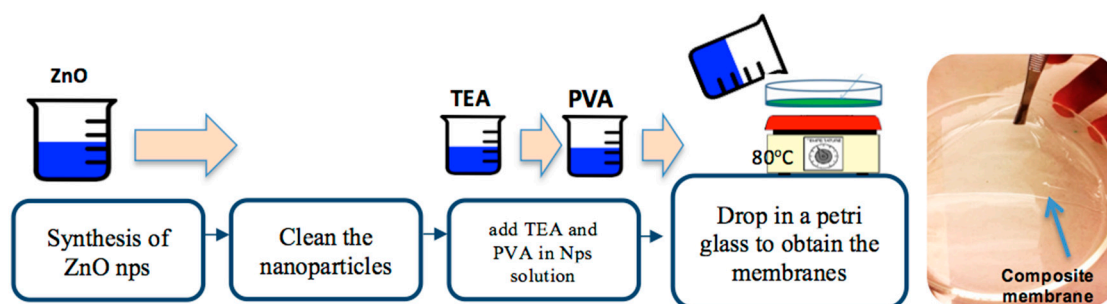 ZnO
TEA
PVA
80°C
Synthesis of
ZnO nps
Clean the
nanoparticles
add TEA and
PVA in Nps
solution
Drop in a petri
glass to obtain the
membranes
Composite
membrane